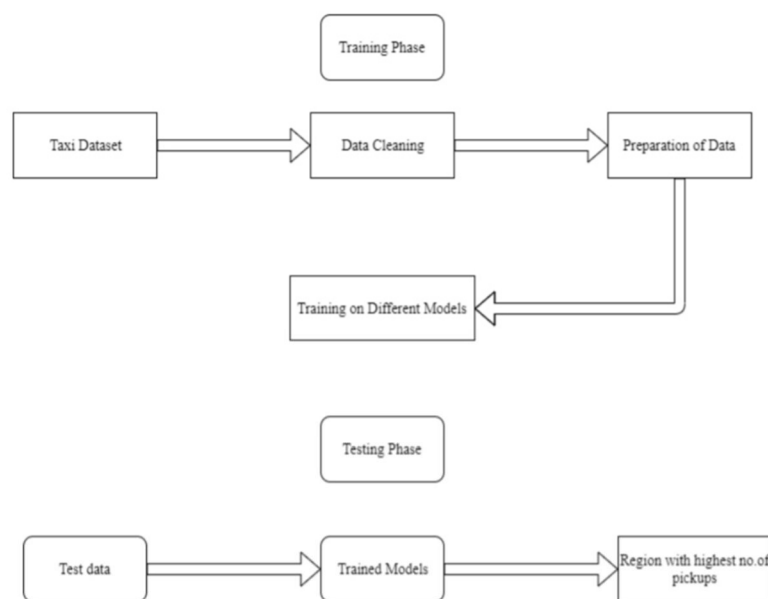 Training Phase
Taxi Dataset
Data Cleaning
Preparation of Data
Training on Different Models
Testing Phase
Test data
Trained Models
Region with highest no.of
pickups